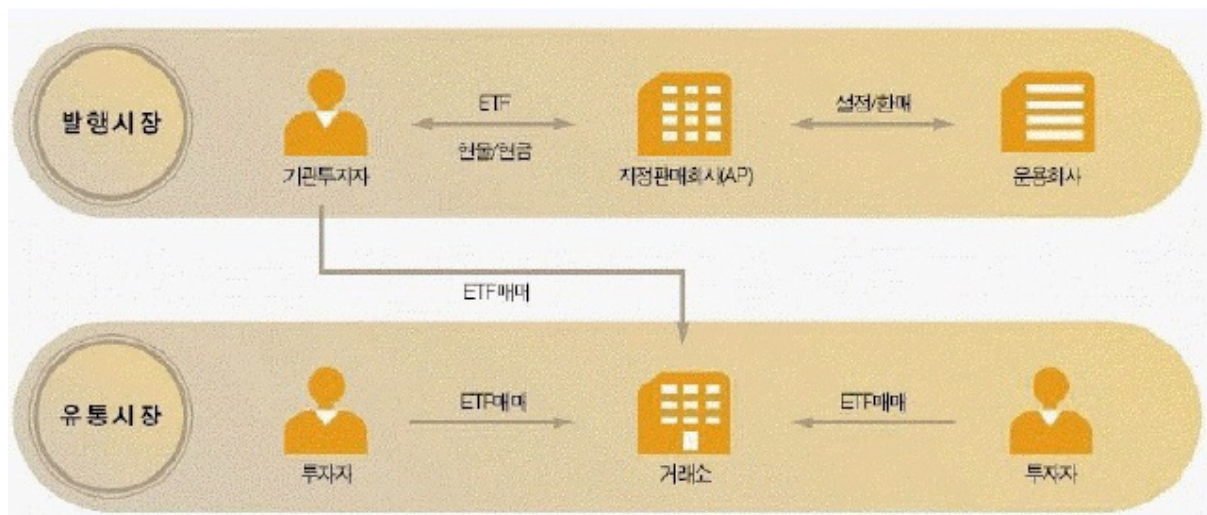 발행시장
ETF
현물/현금
설정/환매
기관투자자
지정판매회사(AP)
운용회사
ETF매매
유통시장
ETF매매
ETF매매
투자자
거래소
투자자